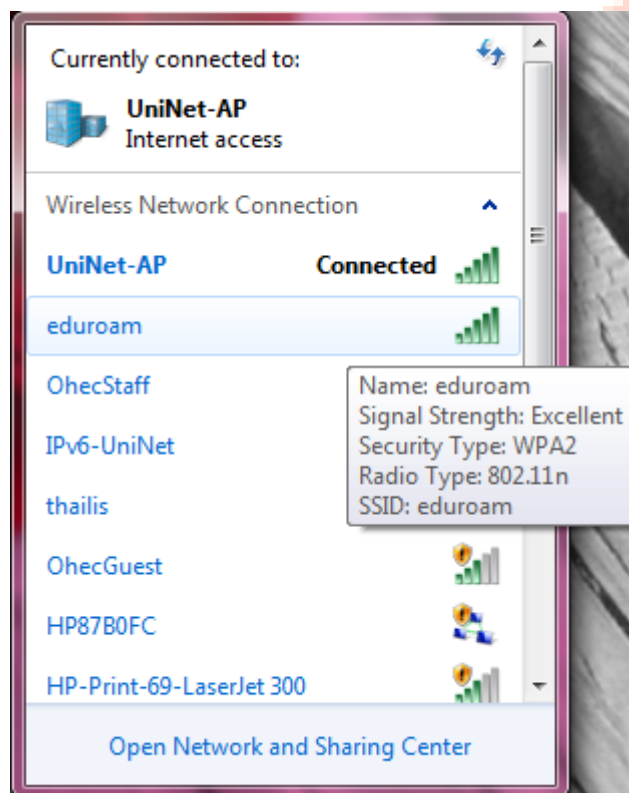 Currently connected to:
UniNet-AP
Internet access
Wireless Network Connection
UniNet-AP Connected
eduroam
OhecStaff
Name: eduroam
Signal Strength: Excellent
Security Type: WPA2
Radio Type: 802.11n
SSID: eduroam
IPv6-UniNet
thailis
OhecGuest
HP87B0FC
HP-Print-69-LaserJet 300
Open Network and Sharing Center